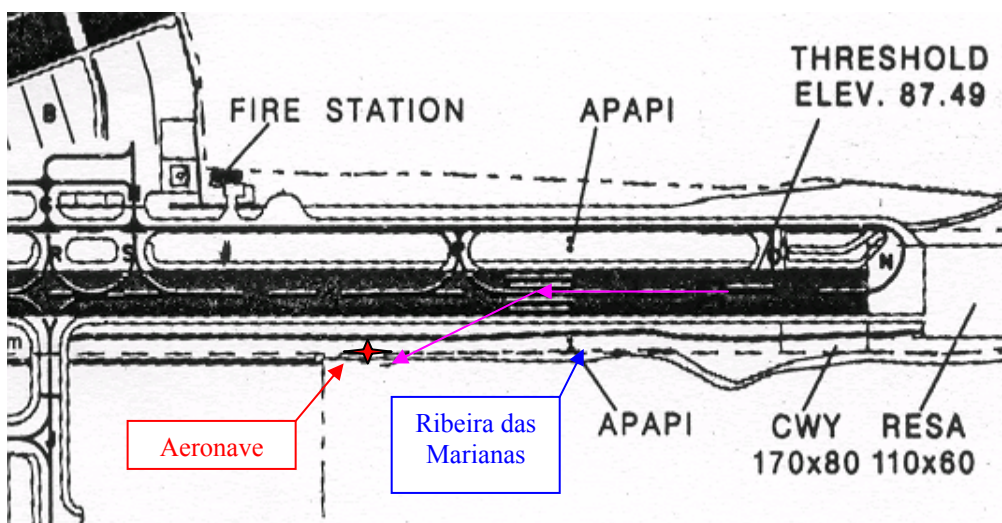 THRESHOLD
ELEV. 87.49
B
FIRE STATION
APAPI
R
S
N
m
Aeronave
Ribeira das
Marianas
APAPI
CWY
170x80
RESA
110x60